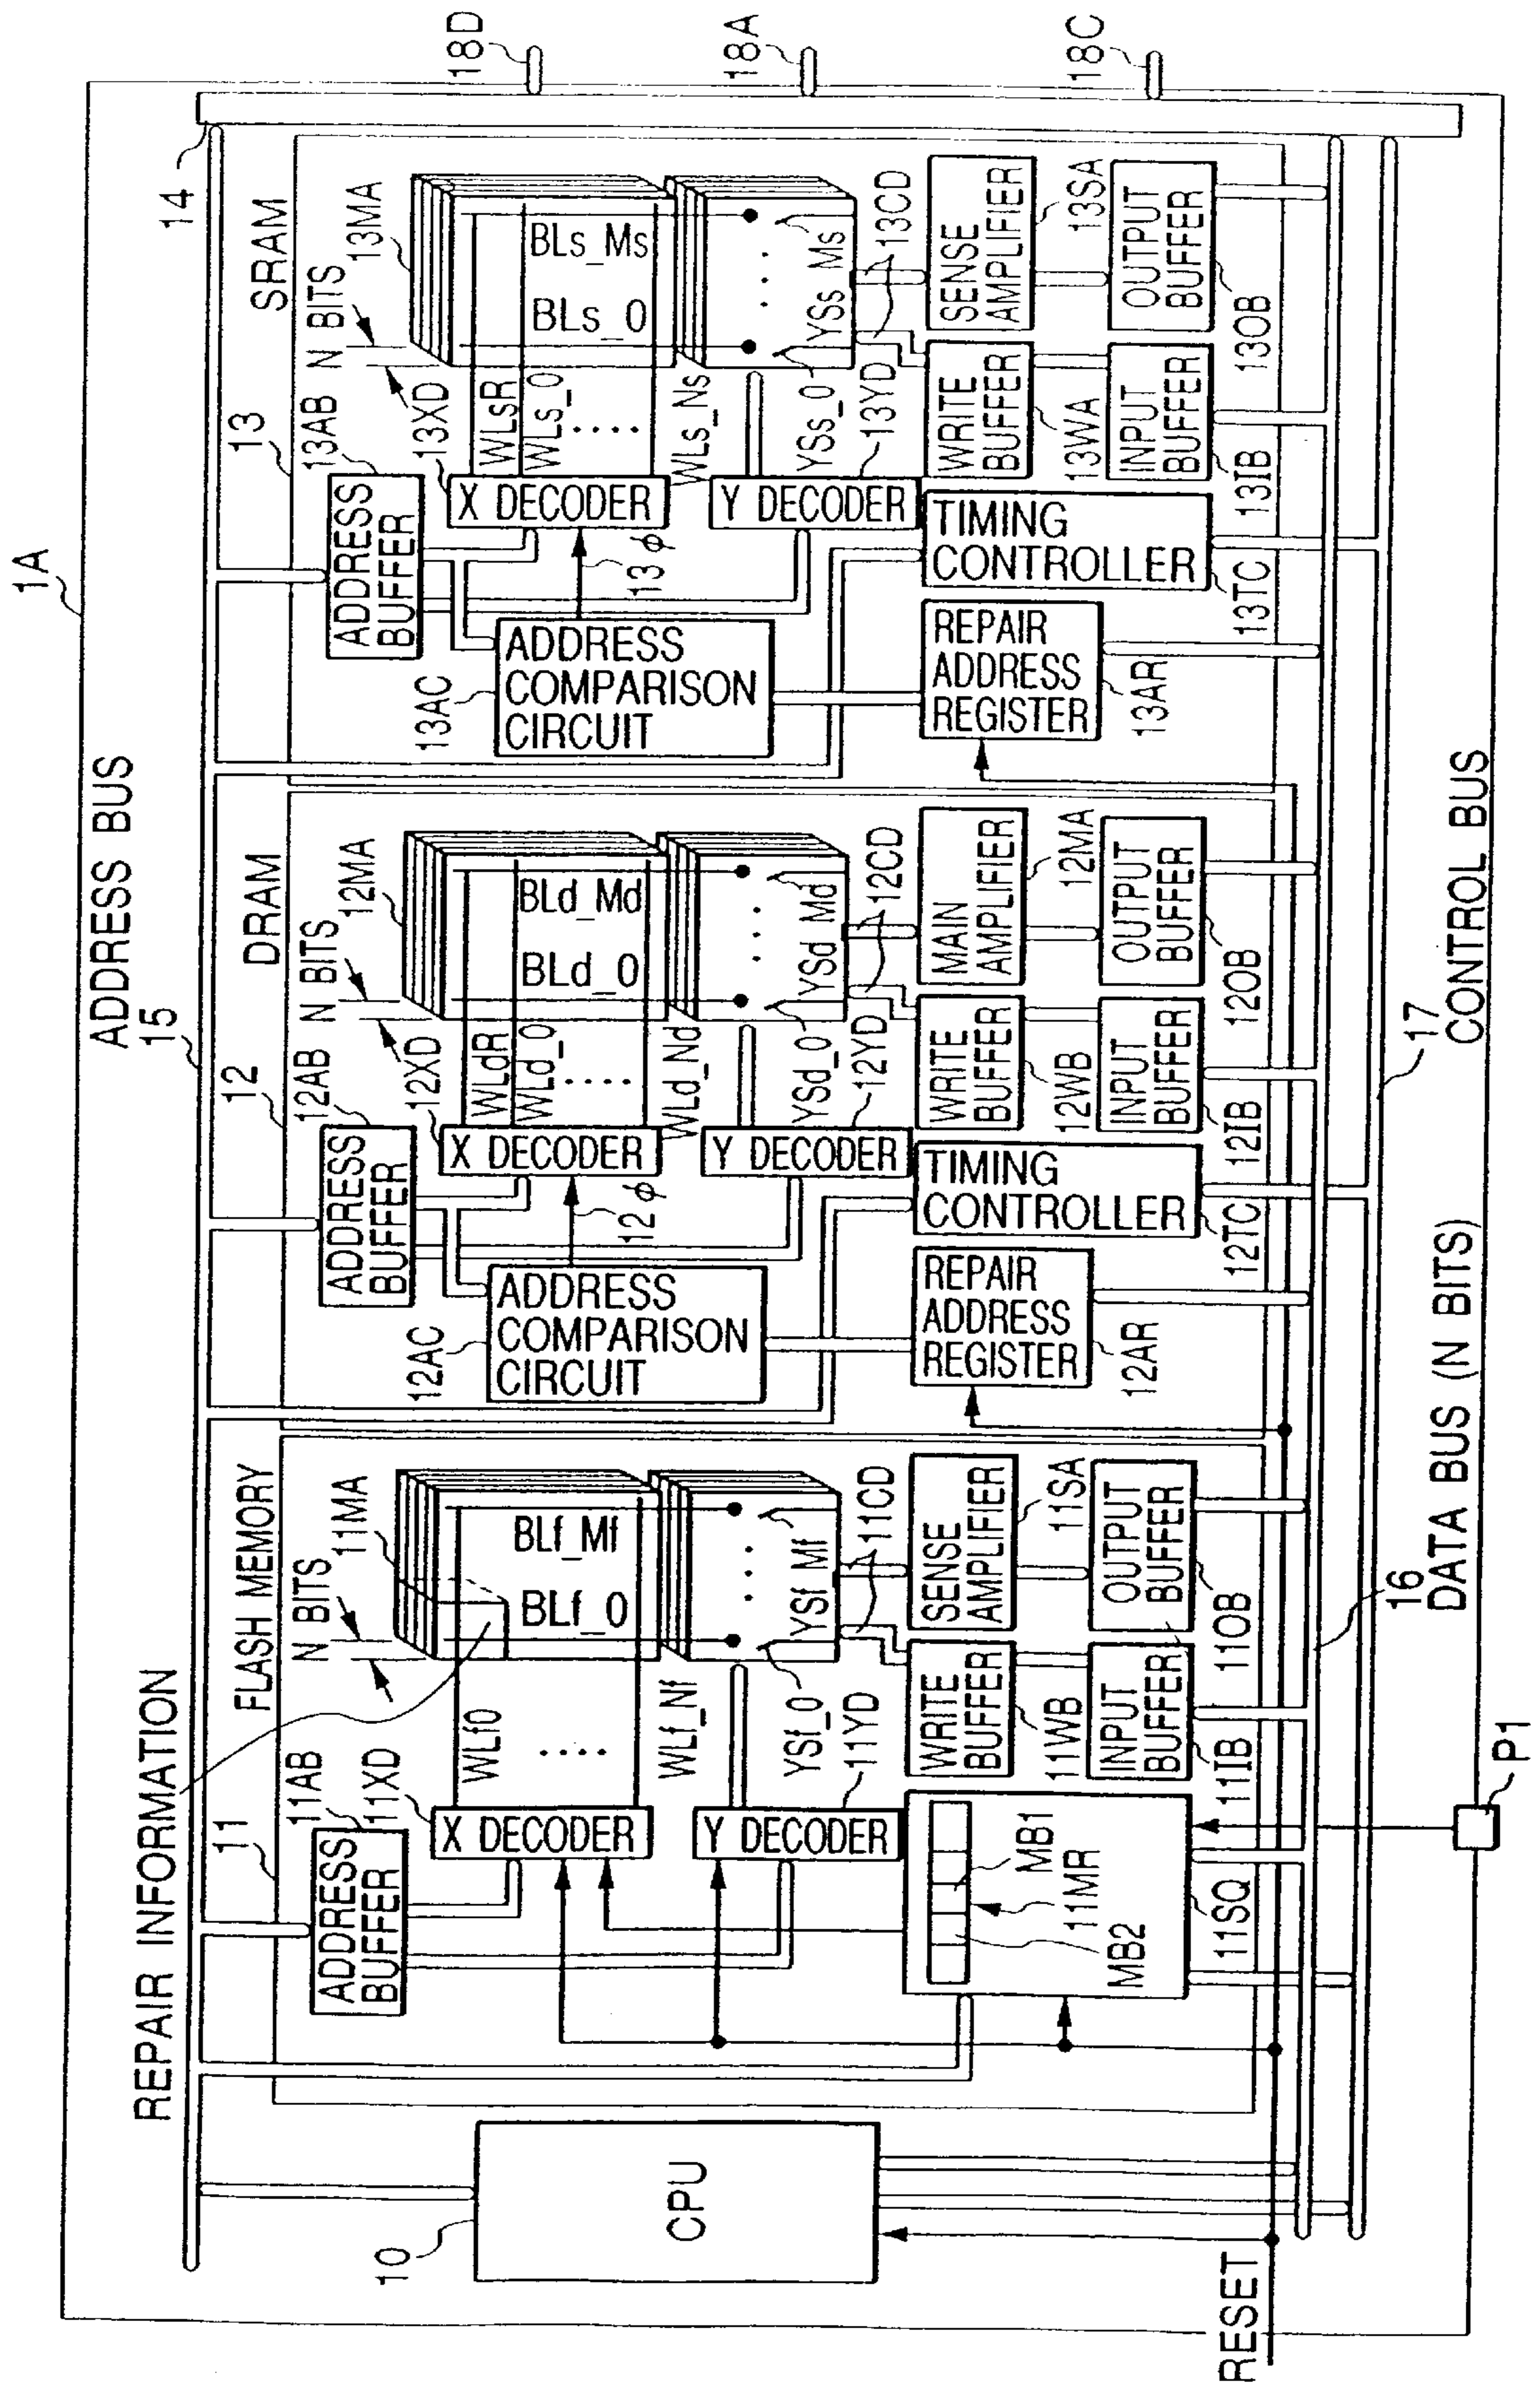 1A
ADDRESS BUS
15
14
REPAIR INFORMATION
18D
18A
18C
10
CPU
RESET
FLASH MEMORY
11
11AB
ADDRESS
BUFFER
N BITS
11MA
11XD
X DECODER
WLf0
....
WLf_Nf
BLf_Mf
BLf_0
Y DECODER
11YD
YSf_0
YSf_Mf
...
11CD
MB1
11MR
MB2
11SQ
WRITE
BUFFER
11WB
SENSE
AMPLIFIER
11SA
INPUT
BUFFER
11IB
OUTPUT
BUFFER
11OB
DRAM
12
12AB
ADDRESS
BUFFER
N BITS
12MA
12XD
X DECODER
WLdR
WLd_0
....
WLd_Nd
BLd_Md
BLd_0
12φ
12AC
ADDRESS
COMPARISON
CIRCUIT
Y DECODER
12YD
YSd_0
YSd_Md
...
12CD
REPAIR
ADDRESS
REGISTER
12AR
TIMING
CONTROLLER
12TC
WRITE
BUFFER
12WB
MAIN
AMPLIFIER
12MA
INPUT
BUFFER
12IB
OUTPUT
BUFFER
12OB
SRAM
13
13AB
ADDRESS
BUFFER
N BITS
13MA
13XD
X DECODER
WLsR
WLs_0
....
WLs_Ns
BLs_Ms
BLs_0
13φ
13AC
ADDRESS
COMPARISON
CIRCUIT
Y DECODER
13YD
YSs_0
YSs_Ms
...
13CD
REPAIR
ADDRESS
REGISTER
13AR
TIMING
CONTROLLER
13TC
WRITE
BUFFER
13WA
SENSE
AMPLIFIER
13SA
INPUT
BUFFER
13IB
OUTPUT
BUFFER
13OB
16
DATA BUS (N BITS)
17
CONTROL BUS
P1